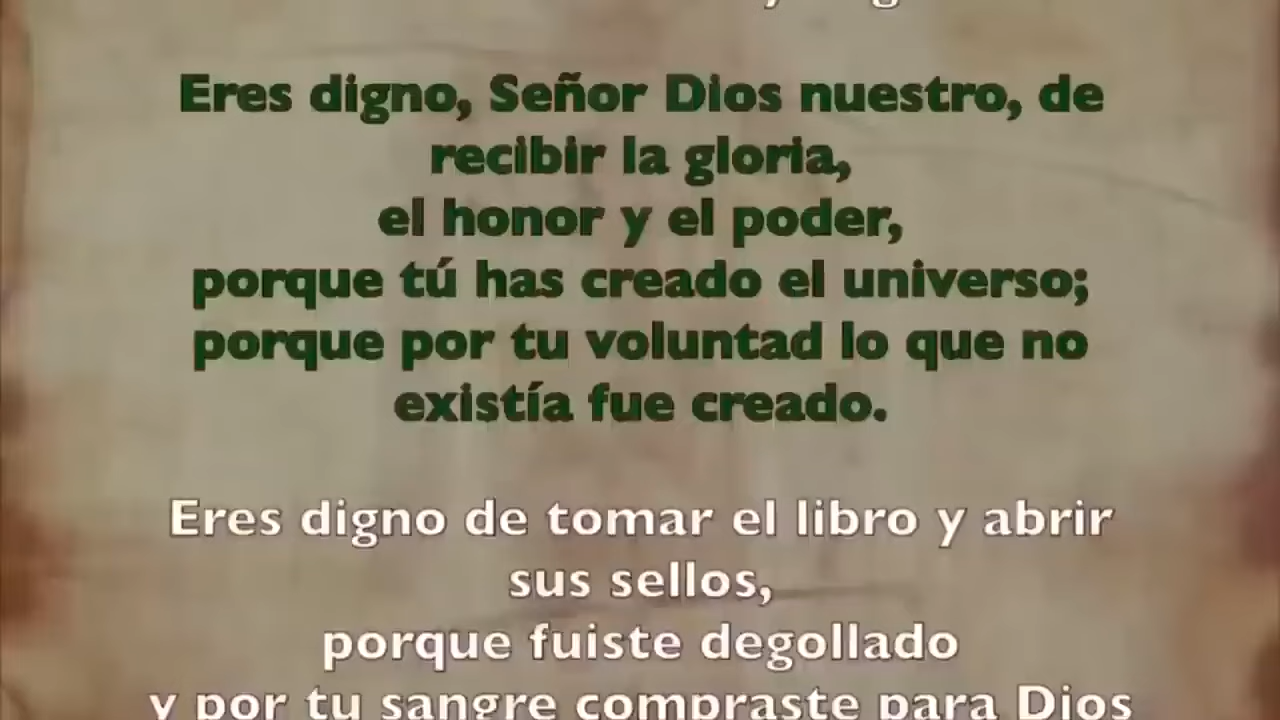 Eres digno, Señor Dios nuestro, de
recibir la gloria,
el honor y el poder,
porque tú has creado el universo;
porque por tu voluntad lo que no
existía fue creado.
Eres digno de tomar el libro y abrir
sus sellos,
porque fuiste degollado
y por tu sangre compraste para Dios